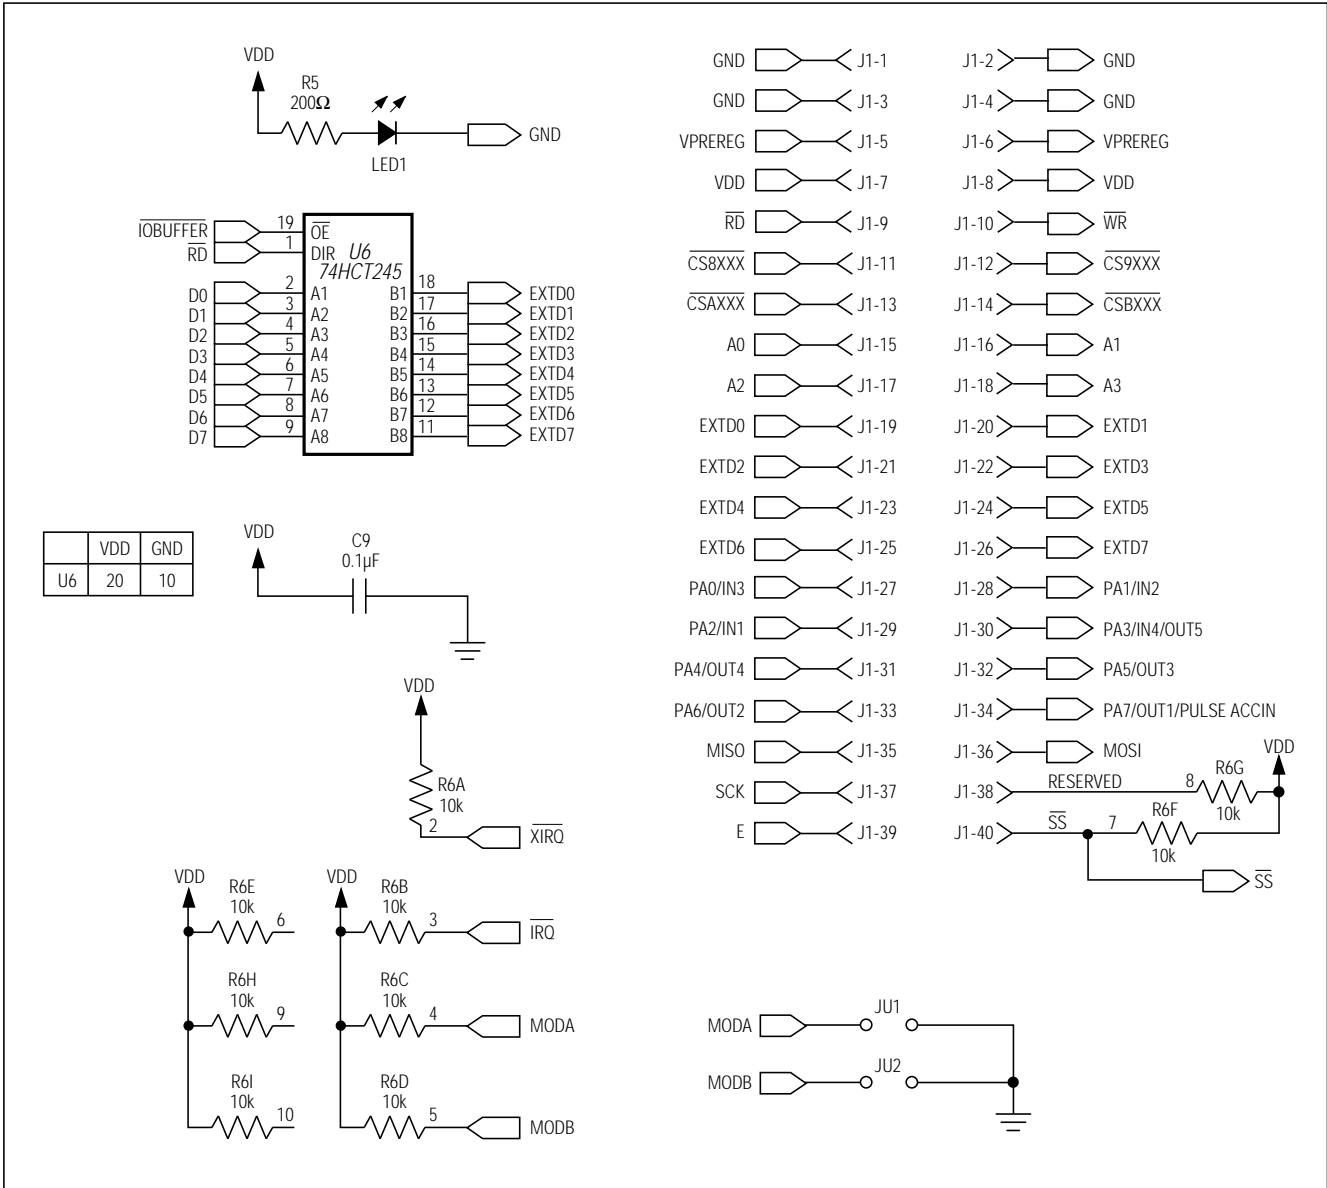 VDD
R5
200Ω
LED1
GND
IOBUFFER
RD
19
1
OE
DIR
U6
74HCT245
D0 2 A1 B1 18 EXTD0
D1 3 A2 B2 17 EXTD1
D2 4 A3 B3 16 EXTD2
D3 5 A4 B4 15 EXTD3
D4 6 A5 B5 14 EXTD4
D5 7 A6 B6 13 EXTD5
D6 8 A7 B7 12 EXTD6
D7 9 A8 B8 11 EXTD7
VDD GND
U6 20 10
VDD
C9
0.1µF
VDD
R6A
10k
2
XIRQ
VDD
R6E
10k
6
R6H
10k
9
R6I
10k
10
VDD
R6B
10k
3
IRQ
R6C
10k
4
MODA
R6D
10k
5
MODB
GND J1-1 J1-2 GND
GND J1-3 J1-4 GND
VPREREG J1-5 J1-6 VPREREG
VDD J1-7 J1-8 VDD
RD J1-9 J1-10 WR
CS8XXX J1-11 J1-12 CS9XXX
CSAXXX J1-13 J1-14 CSBXXX
A0 J1-15 J1-16 A1
A2 J1-17 J1-18 A3
EXTD0 J1-19 J1-20 EXTD1
EXTD2 J1-21 J1-22 EXTD3
EXTD4 J1-23 J1-24 EXTD5
EXTD6 J1-25 J1-26 EXTD7
PA0/IN3 J1-27 J1-28 PA1/IN2
PA2/IN1 J1-29 J1-30 PA3/IN4/OUT5
PA4/OUT4 J1-31 J1-32 PA5/OUT3
PA6/OUT2 J1-33 J1-34 PA7/OUT1/PULSE ACCIN
MISO J1-35 J1-36 MOSI
SCK J1-37 J1-38 RESERVED 8 R6G 10k VDD
E J1-39 J1-40 SS 7 R6F 10k
SS
MODA JU1
MODB JU2